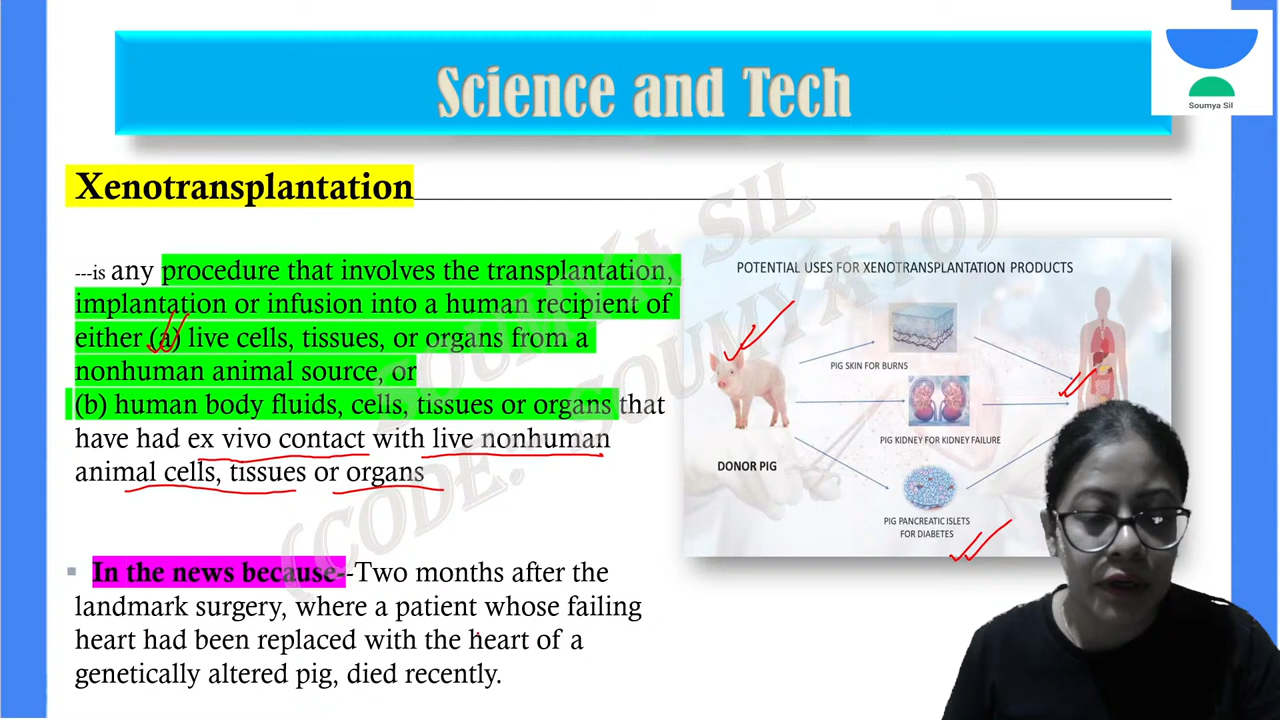 Science and Tech
Soumya Sil
Xenotransplantation
---is any procedure that involves the transplantation,
implantation or infusion into a human recipient of
either (a) live cells, tissues, or organs from a
nonhuman animal source, or
(b) human body fluids, cells, tissues or organs that
have had ex vivo contact with live nonhuman
animal cells, tissues or organs
In the news because--Two months after the
landmark surgery, where a patient whose failing
heart had been replaced with the heart of a
genetically altered pig, died recently.
POTENTIAL USES FOR XENOTRANSPLANTATION PRODUCTS
PIG SKIN FOR BURNS
PIG KIDNEY FOR KIDNEY FAILURE
DONOR PIG
PIG PANCREATIC ISLETS
FOR DIABETES
SOUMYA SIL
(CODE: SOUMYA10)